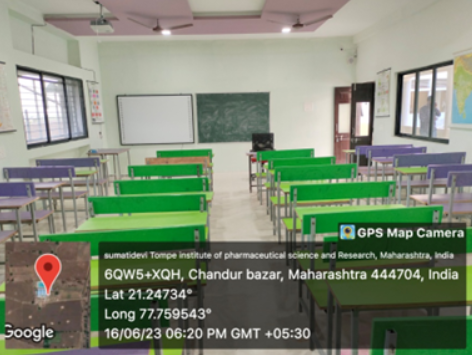 GPS Map Camera
sumatidevi Tompe institute of pharmaceutical science and Research, Maharashtra, India
6QW5+XQH, Chandur bazar, Maharashtra 444704, India
Lat 21.24734°
Long 77.759543°
16/06/23 06:20 PM GMT +05:30
Google